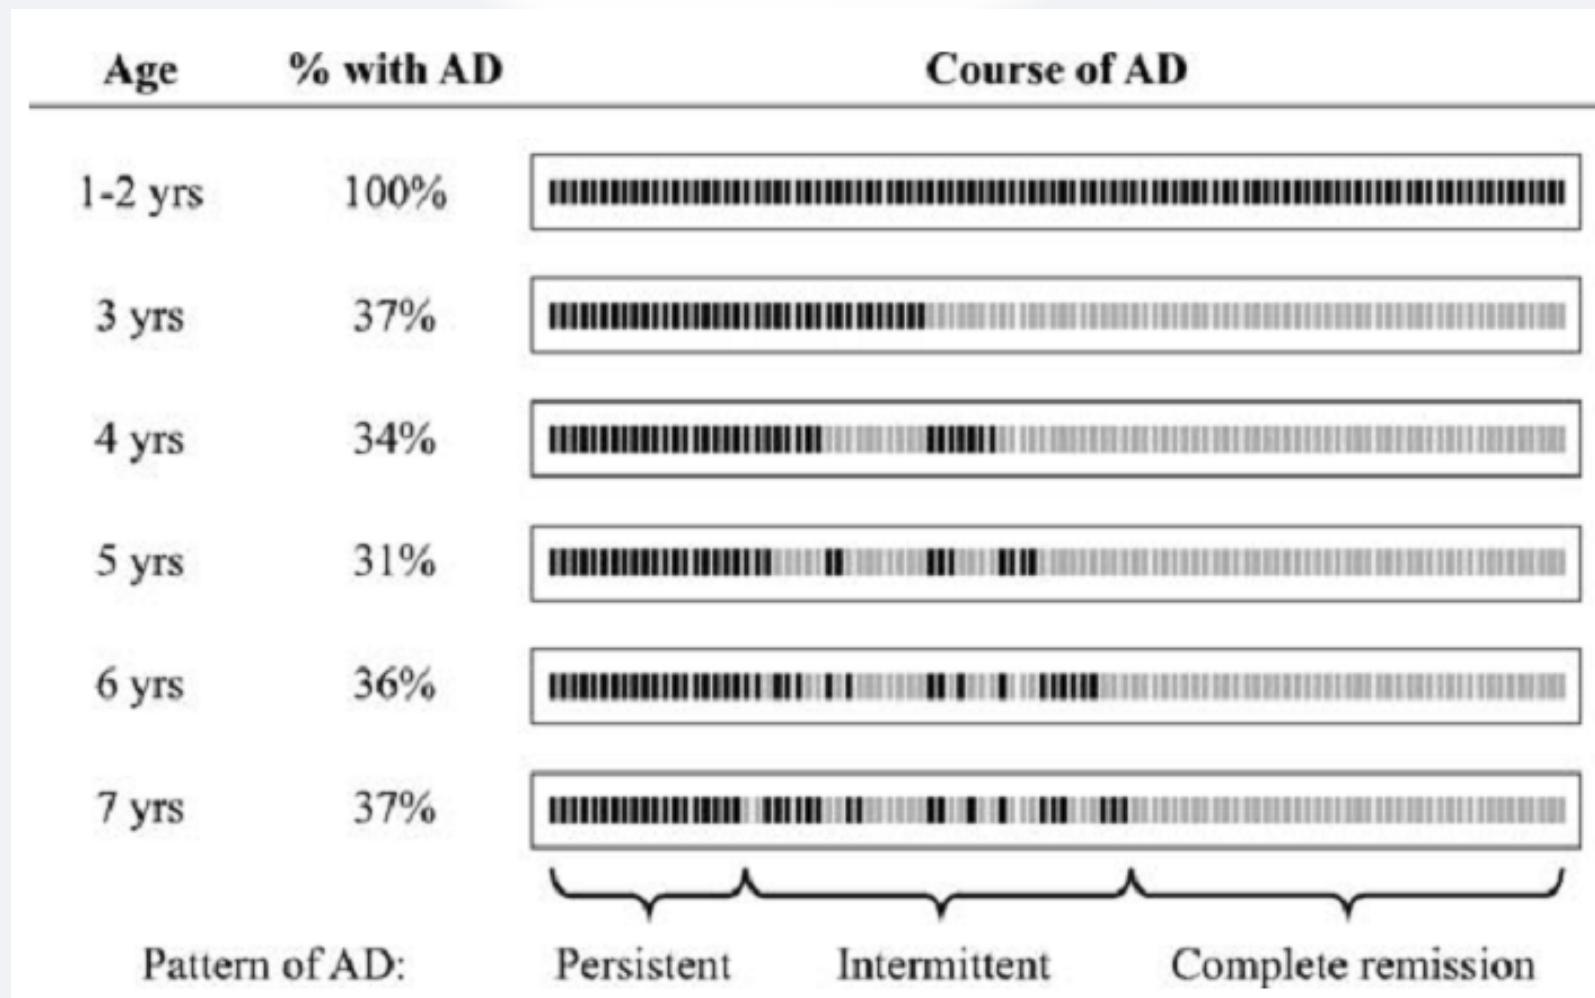 Age % with AD Course of AD
1-2 yrs 100%
3 yrs 37%
4 yrs 34%
5 yrs 31%
6 yrs 36%
7 yrs 37%
Pattern of AD: Persistent Intermittent Complete remission